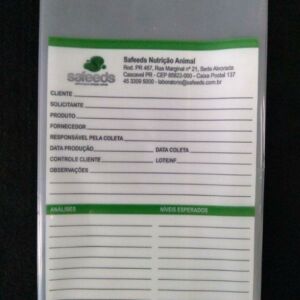 Safeeds Nutrição Animal
Rod. PR 467, Rua Marginal nº 21, Serta Alvorada
Cascavel PR - CEP 85822-000 - Caixa Postal 137
45 3309 5000 - laboratorio@safeeds.com.br
safeeds
CLIENTE
SOLICITANTE
PRODUTO
FORNECEDOR
RESPONSÁVEL PELA COLETA
DATA PRODUÇÃO DATA COLETA
CONTROLE CLIENTE LOTE/NF
OBSERVAÇÕES
ANÁLISES NÍVEIS ESPERADOS